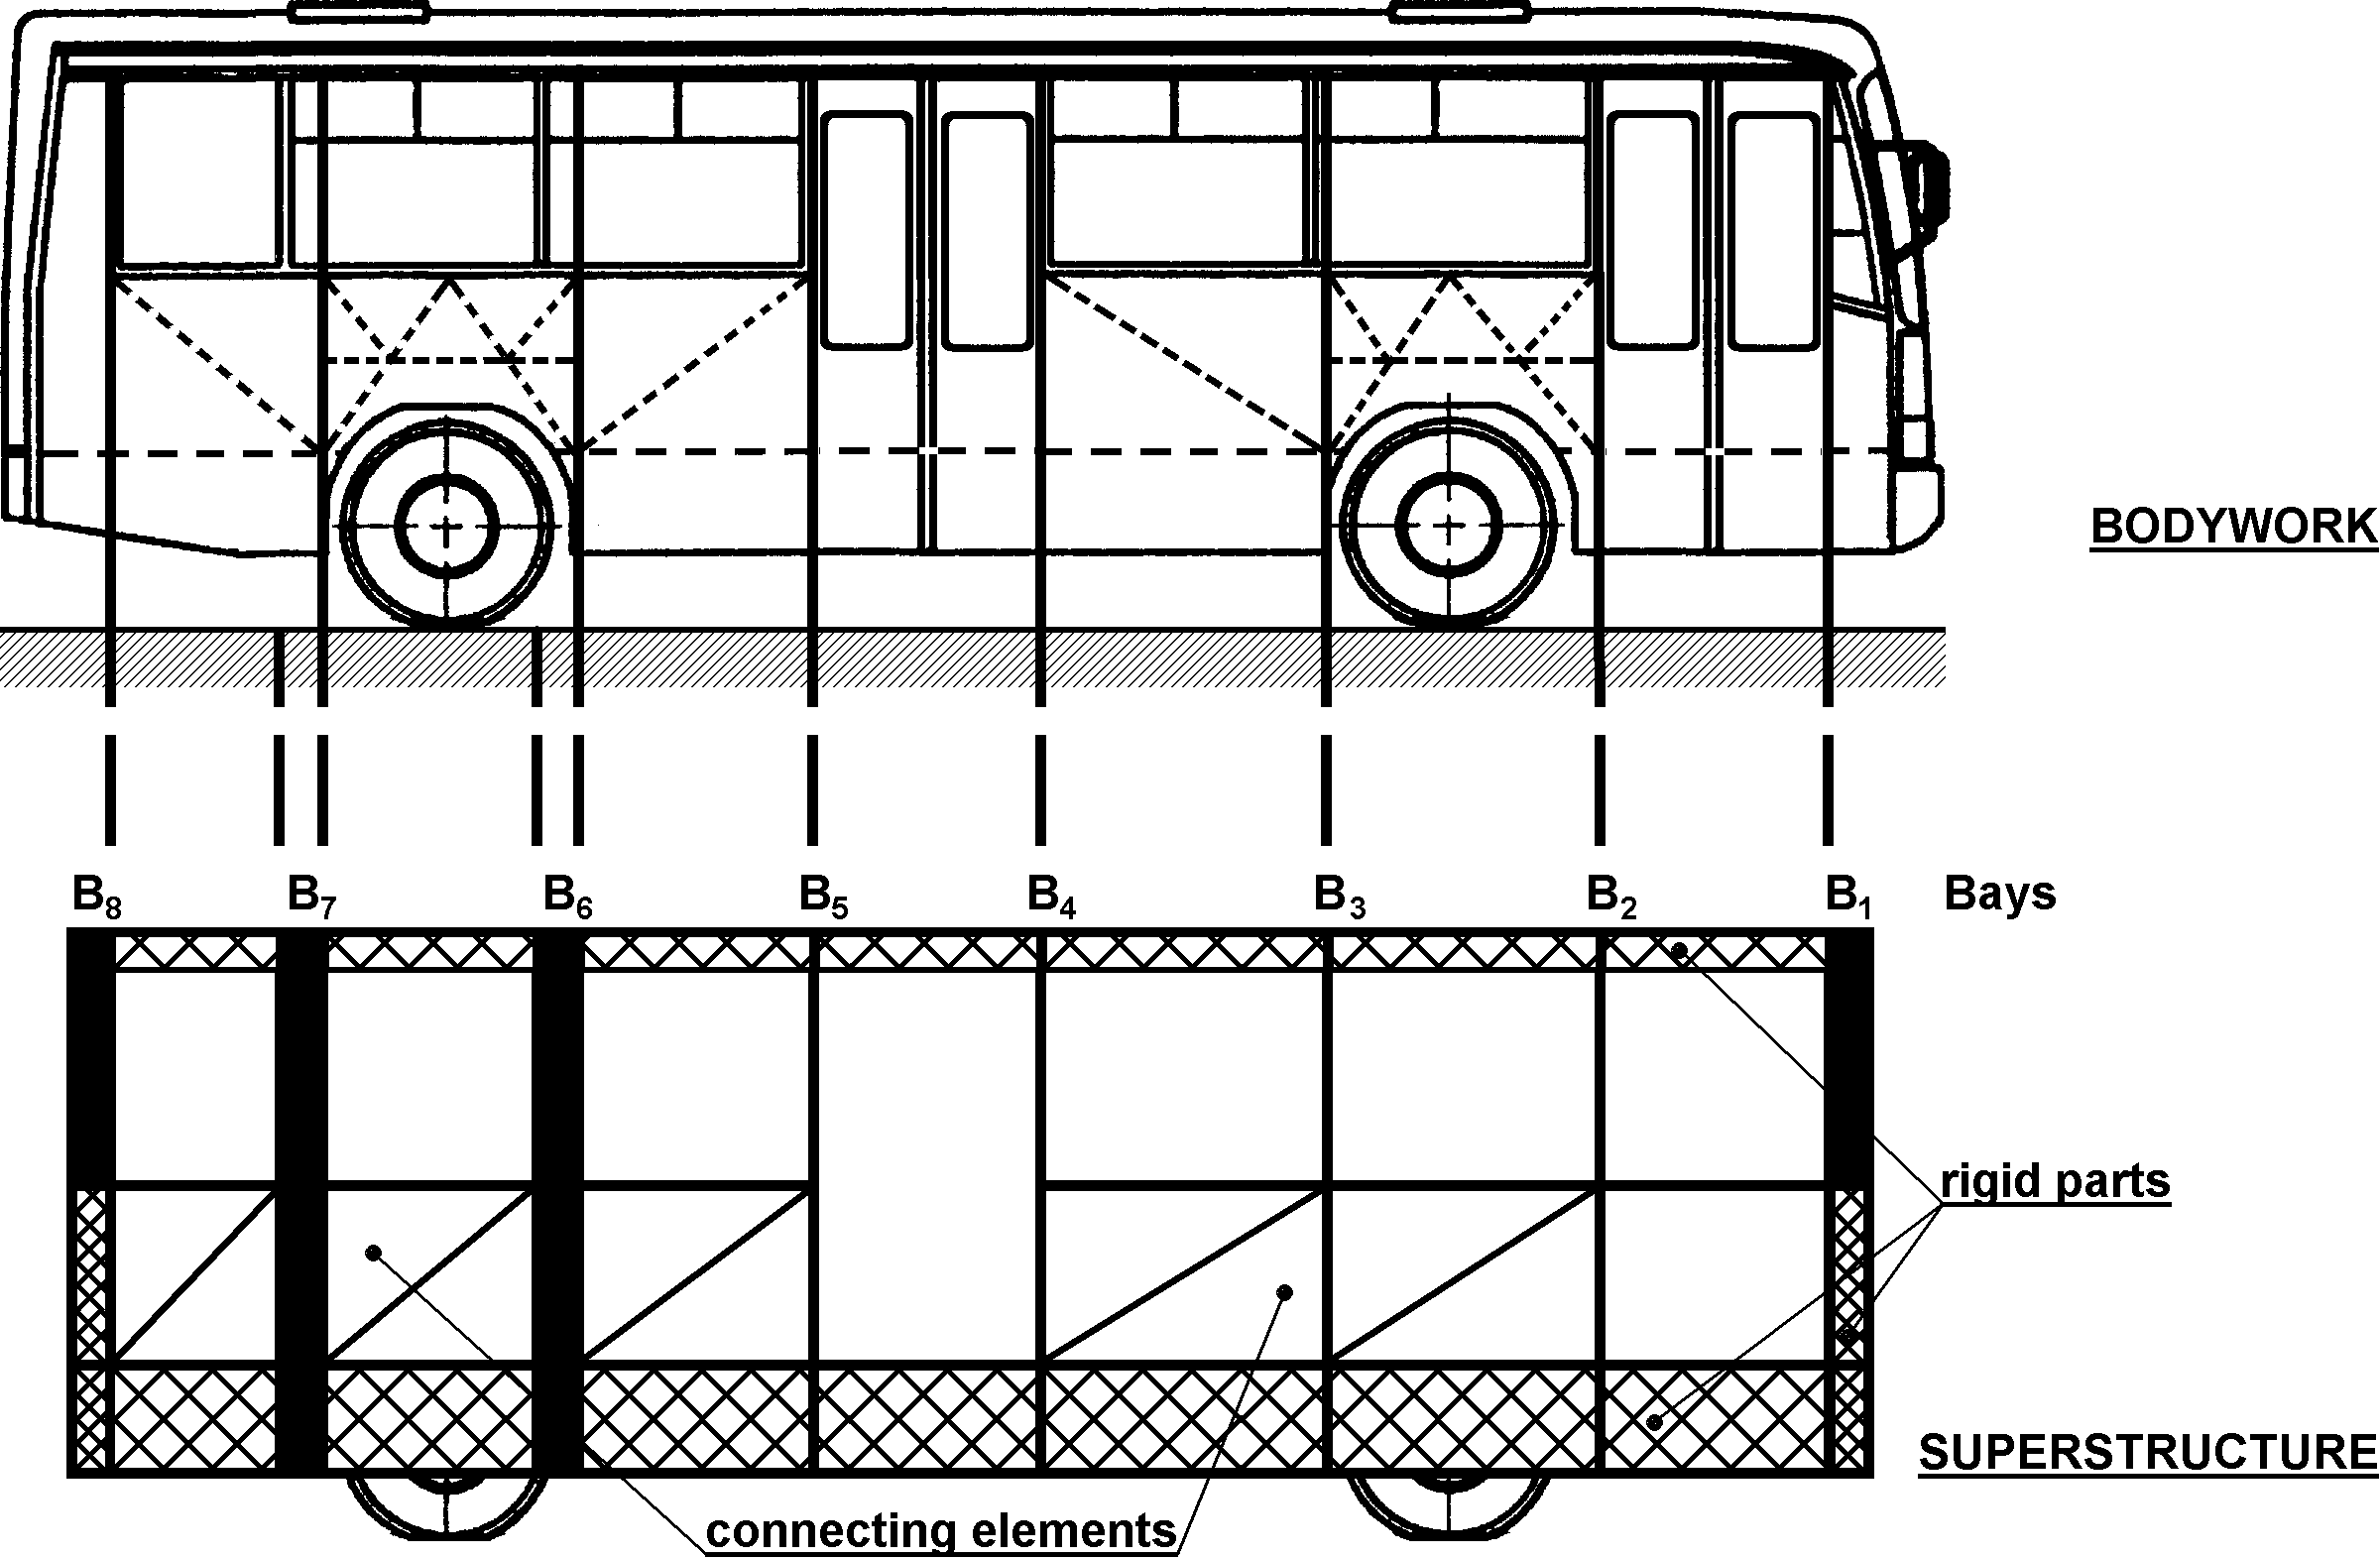 BODYWORK
B8 B7 B6 B5 B4 B3 B2 B1 Bays
rigid parts
SUPERSTRUCTURE
connecting elements